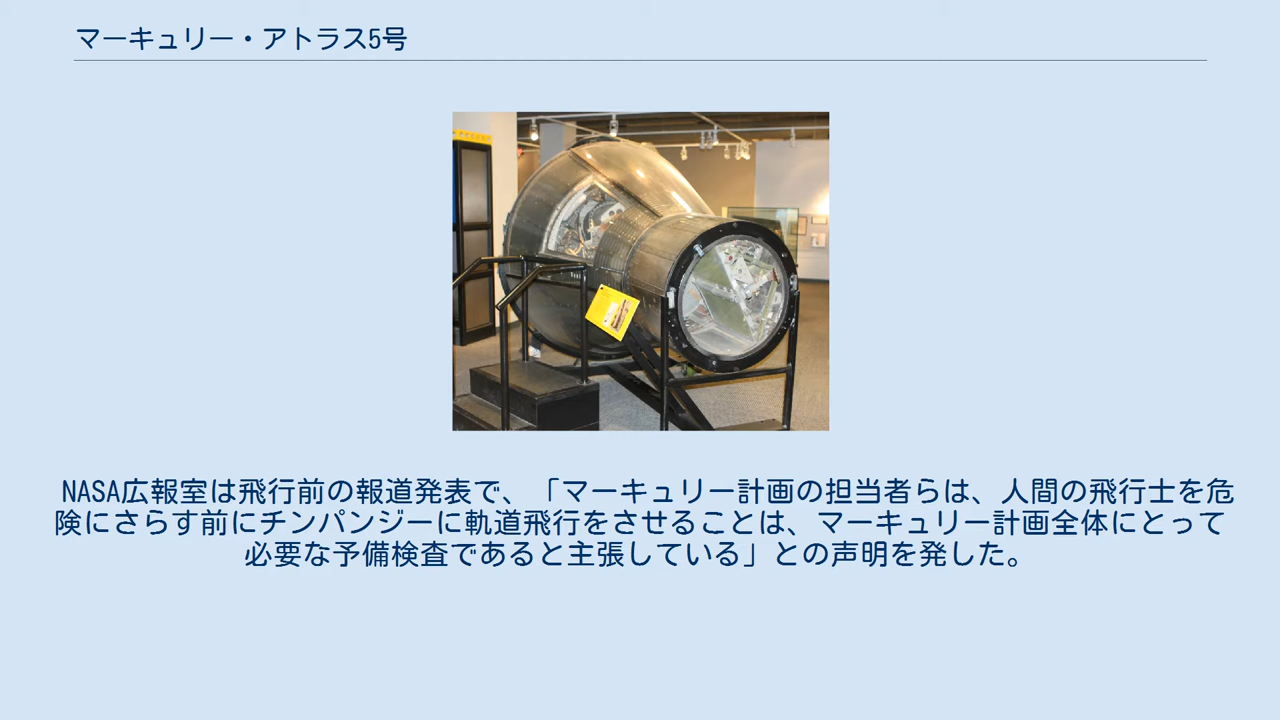 マーキュリー・アトラス5号
NASA広報室は飛行前の報道発表で、「マーキュリー計画の担当者らは、人間の飛行士を危
険にさらす前にチンパンジーに軌道飛行をさせることは、マーキュリー計画全体にとって
必要な予備検査であると主張している」との声明を発した。